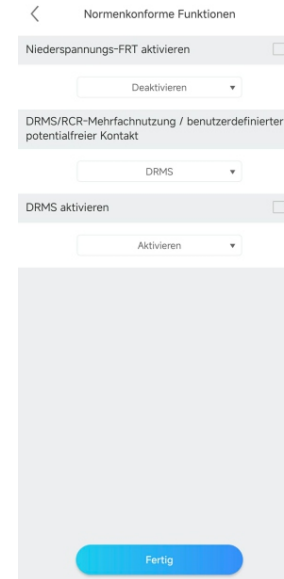 Normenkonforme Funktionen
Niederspannungs-FRT aktivieren
Deaktivieren
DRMS/RCR-Mehrfachnutzung / benutzerdefinierter
potentialfreier Kontakt
DRMS
DRMS aktivieren
Aktivieren
Fertig